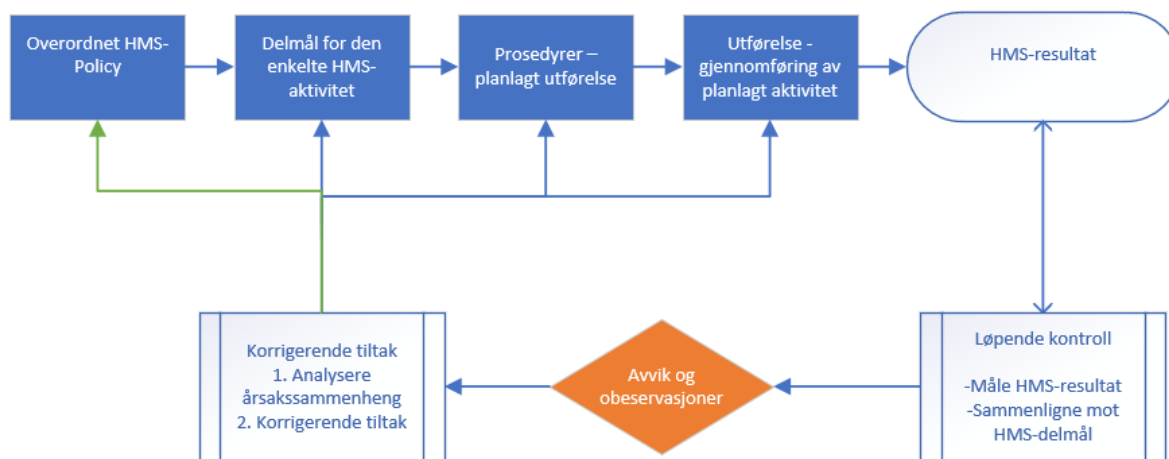 Overordnet HMS-
Policy
Delmål for den
enkelte HMS-
aktivitet
Prosedyrer –
planlagt utførelse
Utførelse -
gjennomføring av
planlagt aktivitet
HMS-resultat
Korrigerende tiltak
1. Analysere
årsakssammenheng
2. Korrigerende tiltak
Avvik og
obeservasjoner
Løpende kontroll
-Måle HMS-resultat
-Sammenligne mot
HMS-delmål